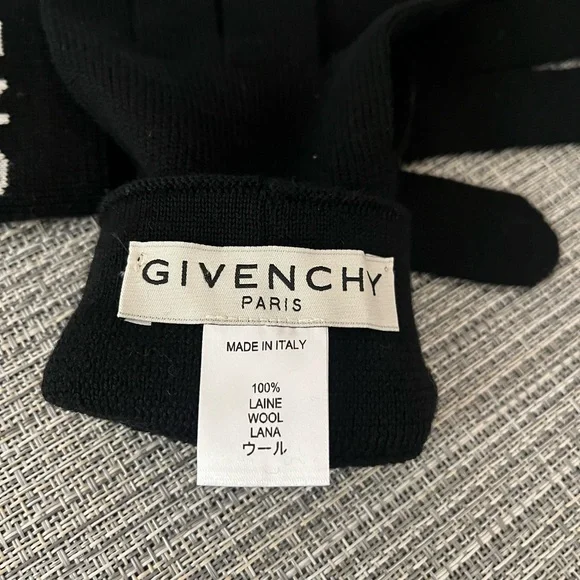 GIVENCHY
PARIS
MADE IN ITALY
100%
LAINE
WOOL
LANA
ウール